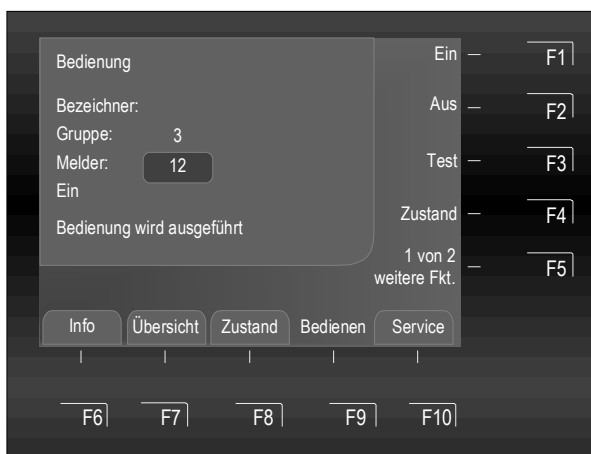 Bedienung
Bezeichner:
Gruppe: 3
Melder: 12
Ein
Bedienung wird ausgeführt
Ein F1
Aus F2
Test F3
Zustand F4
1 von 2
weitere Fkt. F5
Info Übersicht Zustand Bedienen Service
F6 F7 F8 F9 F10